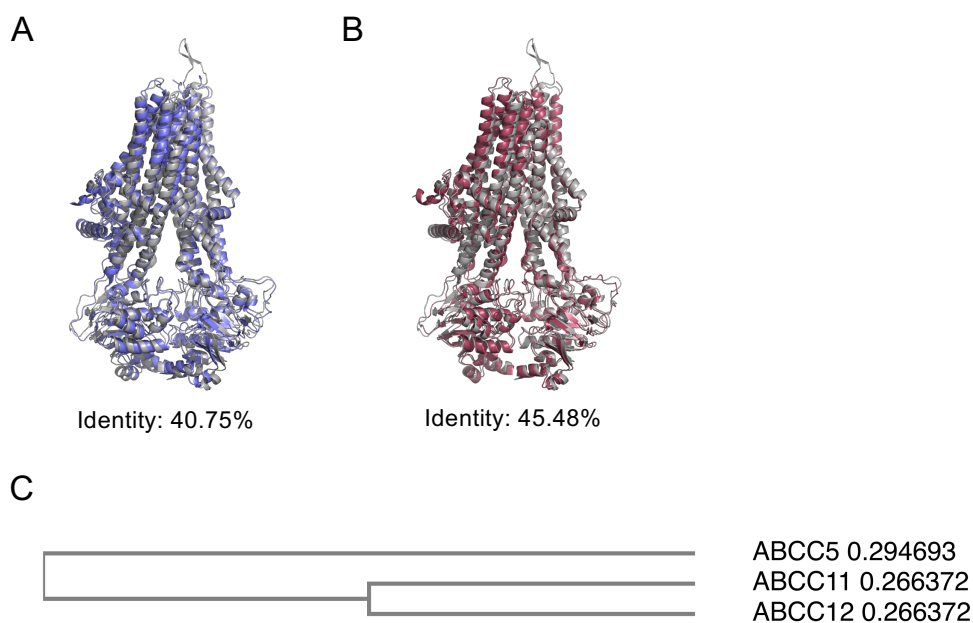 A
B
Identity: 40.75%
Identity: 45.48%
C
ABCC5 0.294693
ABCC11 0.266372
ABCC12 0.266372